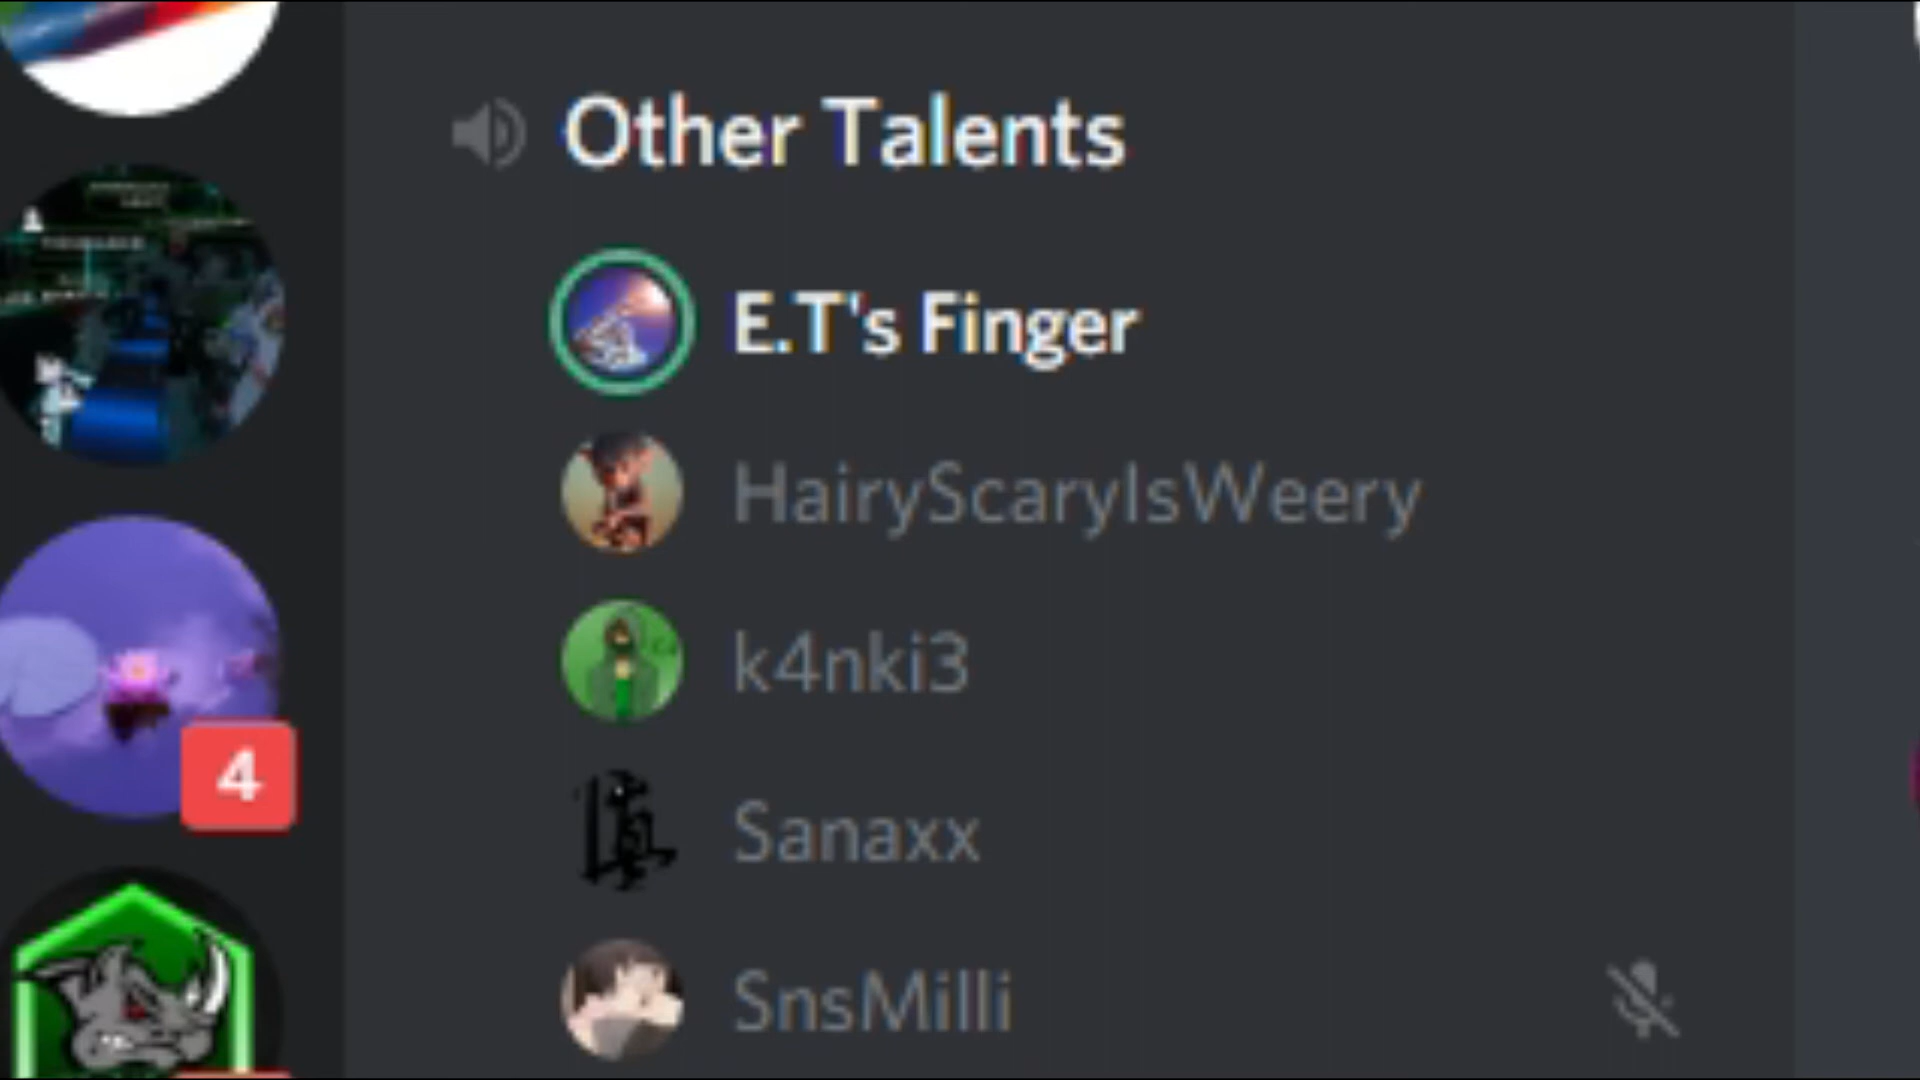 Other Talents
E.T's Finger
HairyScaryIsWeery
k4nki3
Sanaxx
4
SnsMilli